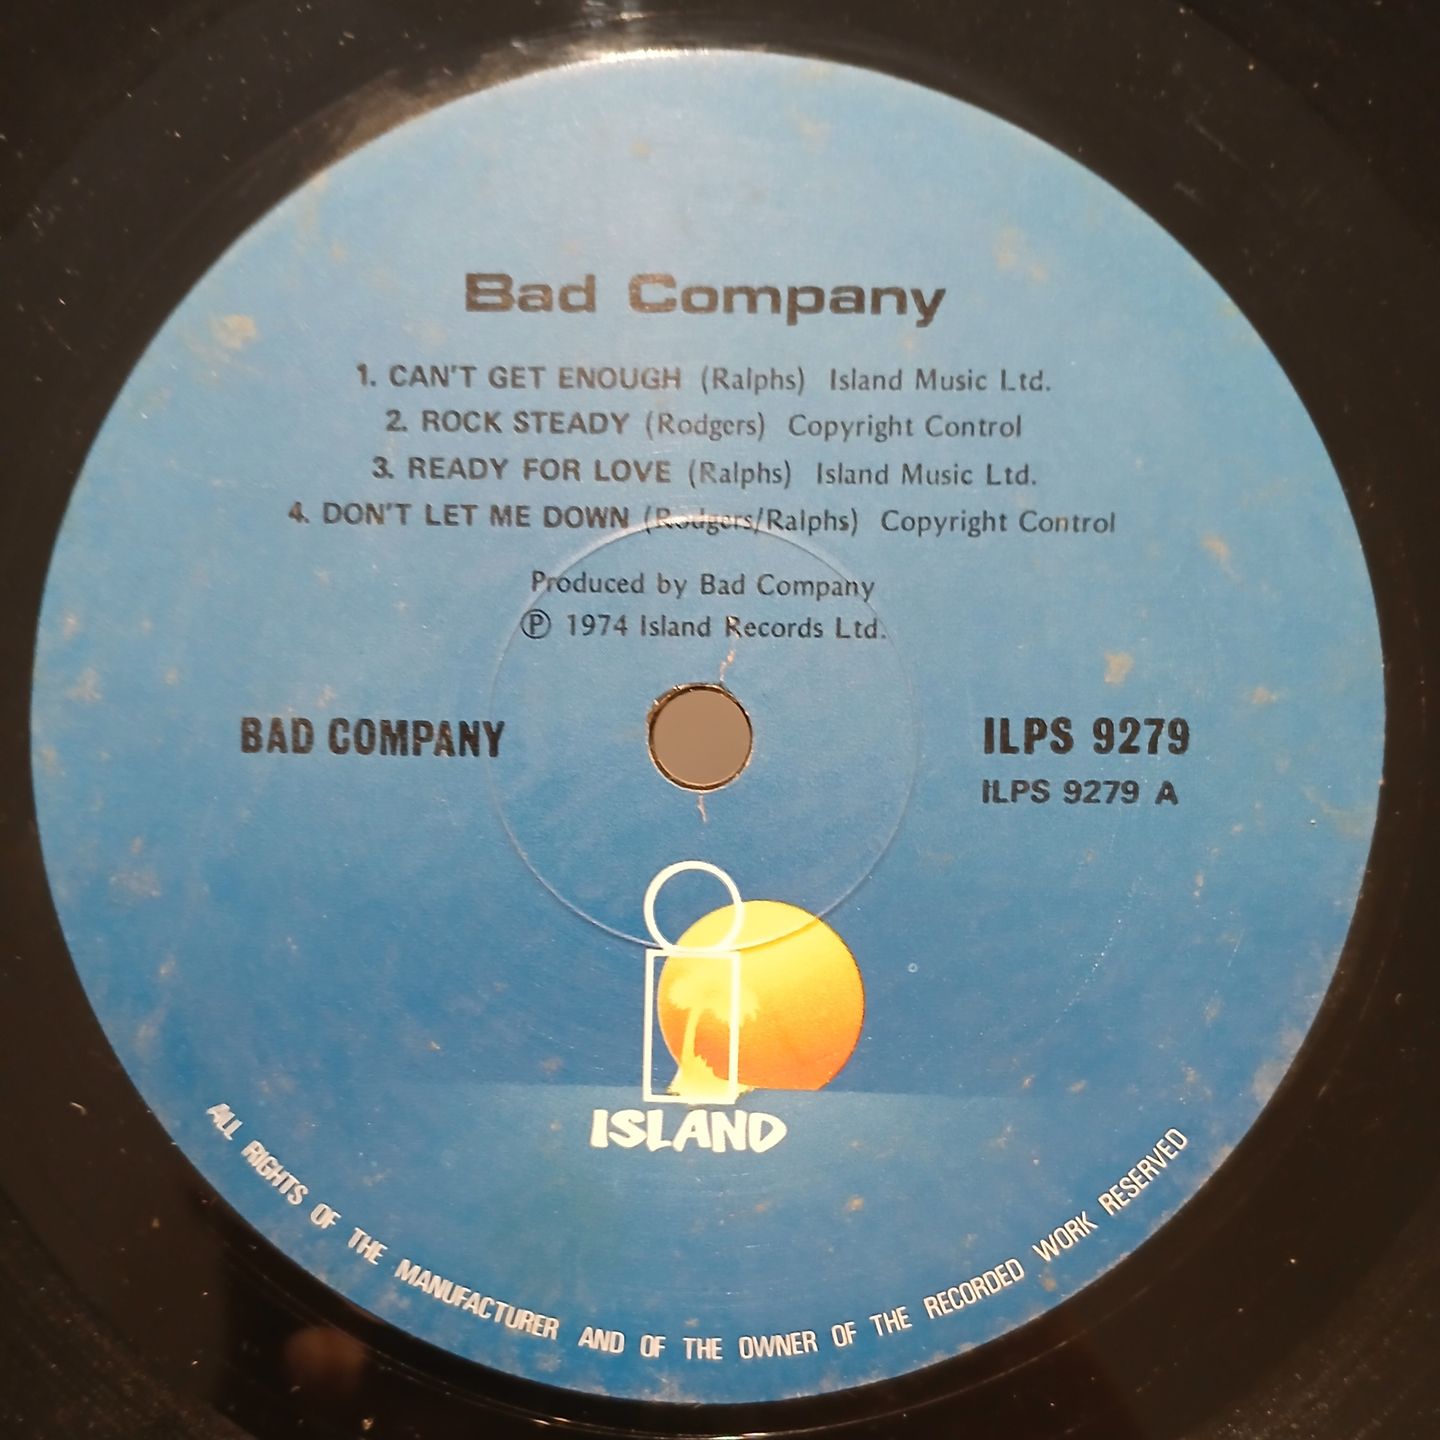 Bad Company
1. CAN'T GET ENOUGH (Ralphs) Island Music Ltd.
2. ROCK STEADY (Rodgers) Copyright Control
3. READY FOR LOVE (Ralphs) Island Music Ltd.
4. DON'T LET ME DOWN (Rodgers/Ralphs) Copyright Control
Produced by Bad Company
Ⓟ 1974 Island Records Ltd.
BAD COMPANY
ILPS 9279
ILPS 9279 A
ISLAND
ALL RIGHTS OF THE MANUFACTURER AND OF THE OWNER OF THE RECORDED WORK RESERVED